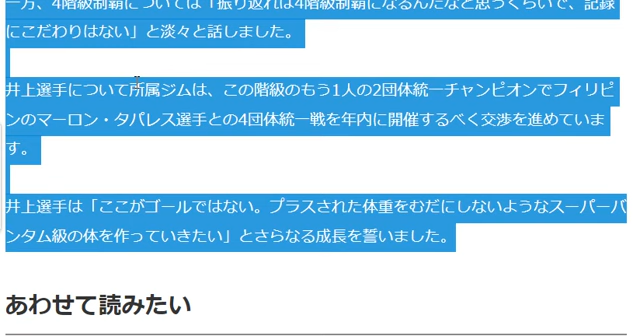 一方、4階級制覇については「振り返れば4階級制覇になるんだなと思うくらいで、記録
にこだわりはない」と淡々と話しました。
井上選手について所属ジムは、この階級のもう1人の2団体統一チャンピオンでフィリピ
ンのマーロン・タパレス選手との4団体統一戦を年内に開催するべく交渉を進めていま
す。
井上選手は「ここがゴールではない。プラスされた体重をむだにしないようなスーパーバ
ンタム級の体を作っていきたい」とさらなる成長を誓いました。
あわせて読みたい